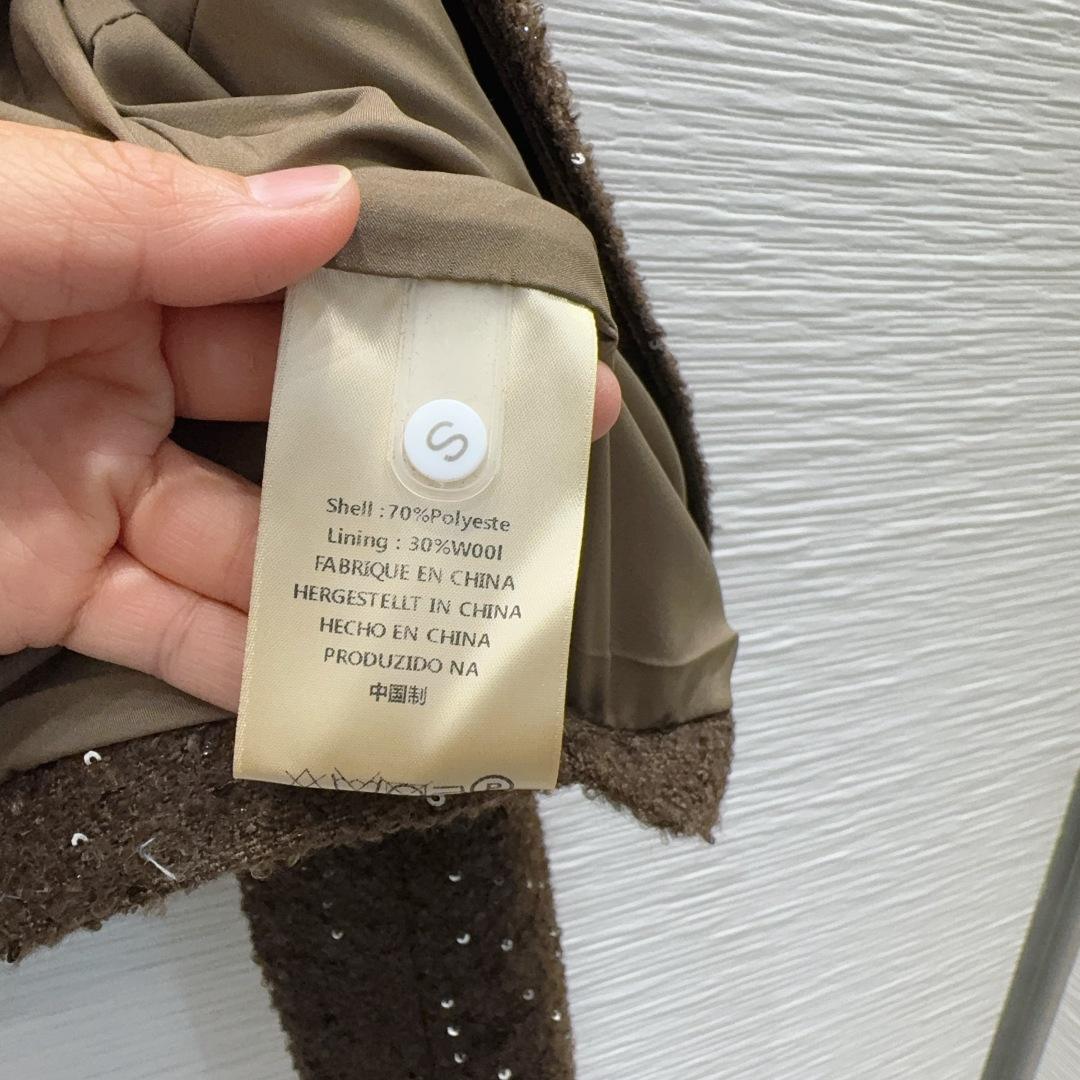 S
Shell :70%Polyeste
Lining : 30%W00l
FABRIQUE EN CHINA
HERGESTELLT IN CHINA
HECHO EN CHINA
PRODUZIDO NA
中国制
P